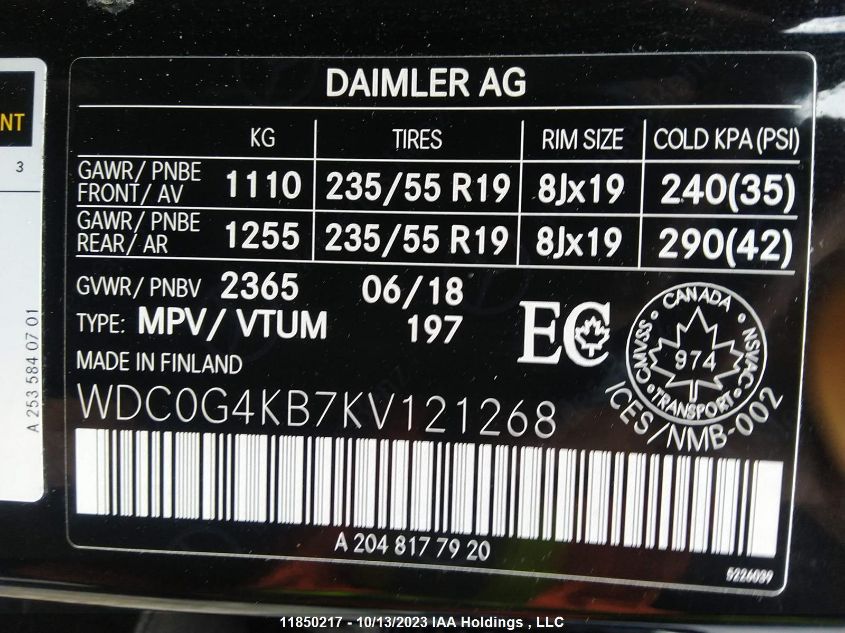 NT
3
A 253 584 07 01
DAIMLER AG
KG TIRES RIM SIZE COLD KPA (PSI)
GAWR/ PNBE
FRONT/ AV 1110 235/55 R19 8Jx19 240(35)
GAWR/ PNBE
REAR/ AR 1255 235/55 R19 8Jx19 290(42)
GVWR/ PNBV 2365 06/18
TYPE: MPV/ VTUM 197
EC
CANADA
CMVSS 974 NSVAC
TRANSPORT
ICES/NMB-002
MADE IN FINLAND
WDC0G4KB7KV121268
A 204 817 79 20
5226039
11850217 - 10/13/2023 IAA Holdings , LLC